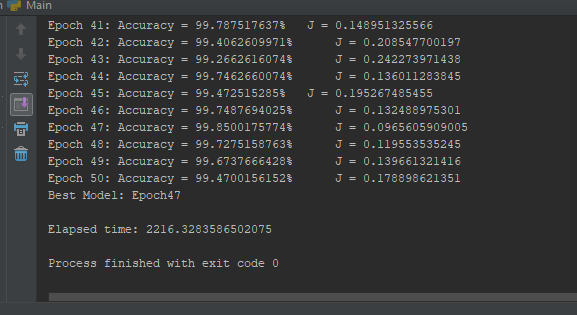 Main
Epoch 41: Accuracy = 99.787517637% J = 0.148951325566
Epoch 42: Accuracy = 99.4062609971% J = 0.208547700197
Epoch 43: Accuracy = 99.2662616074% J = 0.242273971438
Epoch 44: Accuracy = 99.7462660074% J = 0.136011283845
Epoch 45: Accuracy = 99.472515285% J = 0.195267485455
Epoch 46: Accuracy = 99.7487694025% J = 0.132488975301
Epoch 47: Accuracy = 99.8500175774% J = 0.0965605909005
Epoch 48: Accuracy = 99.7275158763% J = 0.119553535245
Epoch 49: Accuracy = 99.6737666428% J = 0.139661321416
Epoch 50: Accuracy = 99.4700156152% J = 0.178898621351
Best Model: Epoch47
Elapsed time: 2216.3283586502075
Process finished with exit code 0